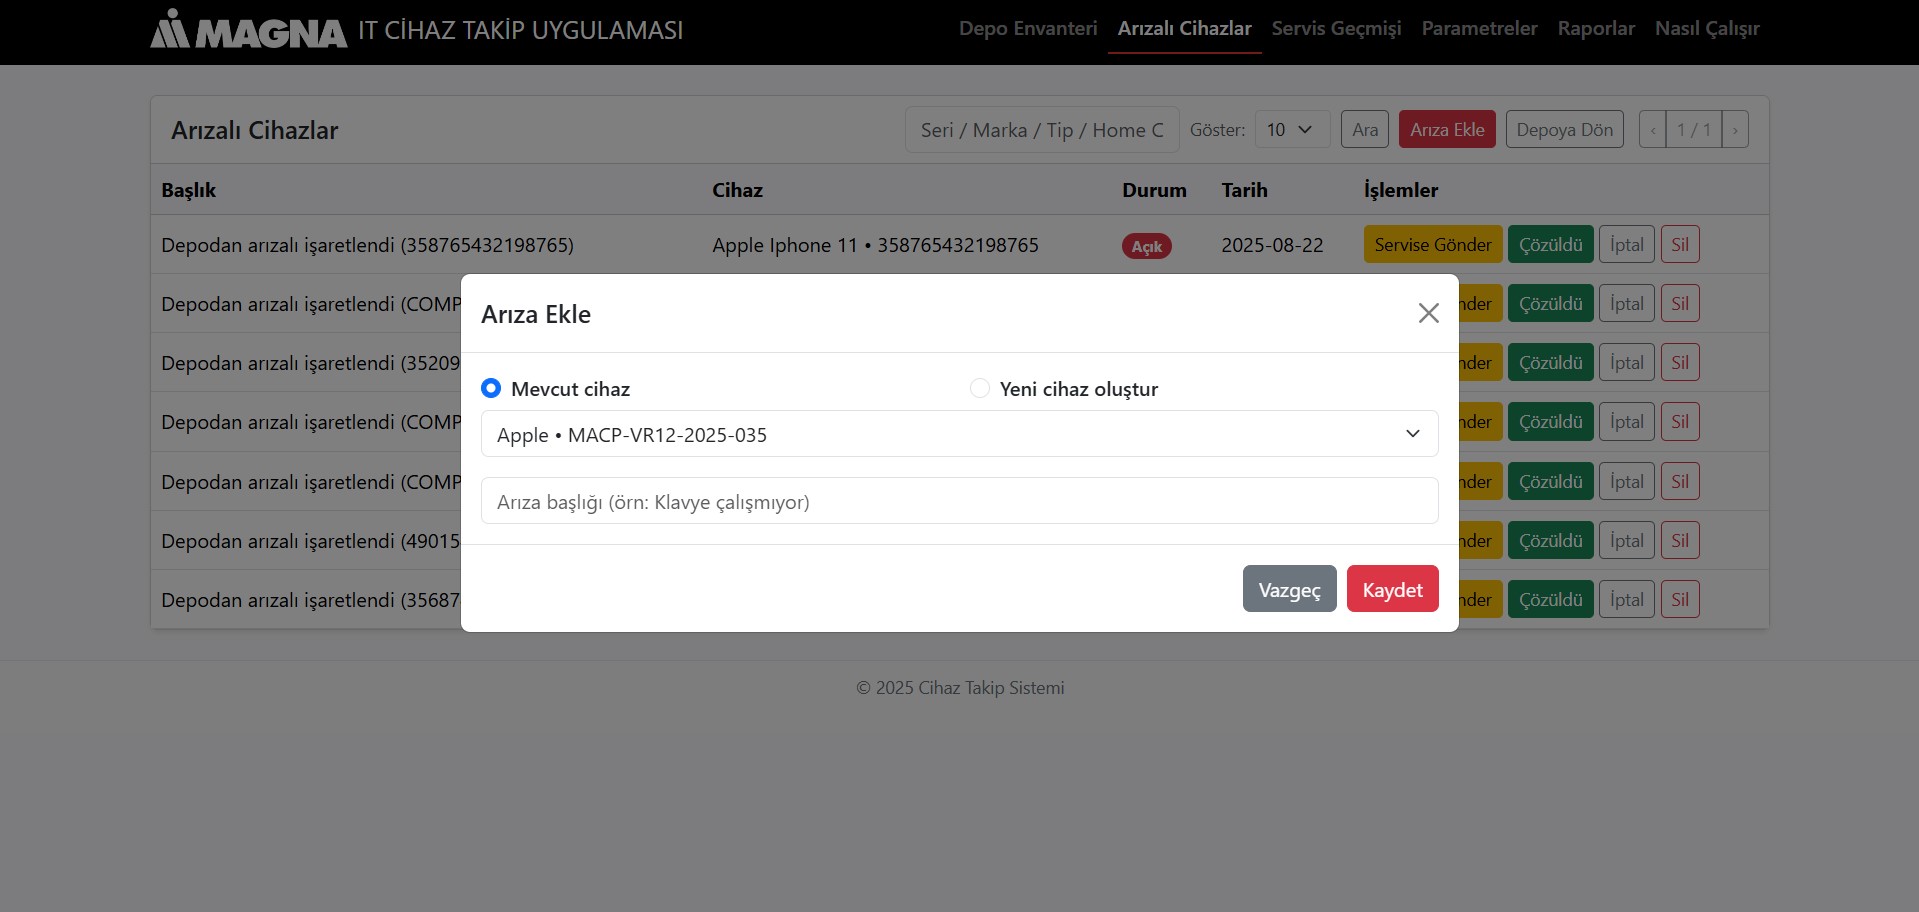 MAGNA IT CİHAZ TAKİP UYGULAMASI
Depo Envanteri Arızalı Cihazlar Servis Geçmişi Parametreler Raporlar Nasıl Çalışır
Arızalı Cihazlar Seri / Marka / Tip / Home C Göster: 10 Ara Arıza Ekle Depoya Dön ‹ 1 / 1 ›
Başlık Cihaz Durum Tarih İşlemler
Depodan arızalı işaretlendi (358765432198765) Apple Iphone 11 • 358765432198765 Açık 2025-08-22 Servise Gönder Çözüldü İptal Sil
Depodan arızalı işaretlendi (COMP nder Çözüldü İptal Sil
Depodan arızalı işaretlendi (35209 nder Çözüldü İptal Sil
Depodan arızalı işaretlendi (COMP nder Çözüldü İptal Sil
Depodan arızalı işaretlendi (COMP nder Çözüldü İptal Sil
Depodan arızalı işaretlendi (49015 nder Çözüldü İptal Sil
Depodan arızalı işaretlendi (35687 nder Çözüldü İptal Sil
Arıza Ekle
Mevcut cihaz Yeni cihaz oluştur
Apple • MACP-VR12-2025-035
Arıza başlığı (örn: Klavye çalışmıyor)
Vazgeç Kaydet
© 2025 Cihaz Takip Sistemi